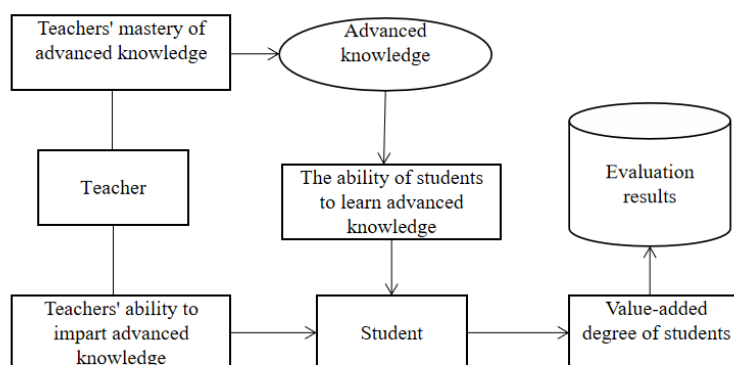 Teachers' mastery of
advanced knowledge
Advanced
knowledge
Teacher
The ability of students
to learn advanced
knowledge
Evaluation
results
Teachers' ability to
impart advanced
knowledge
Student
Value-added
degree of students